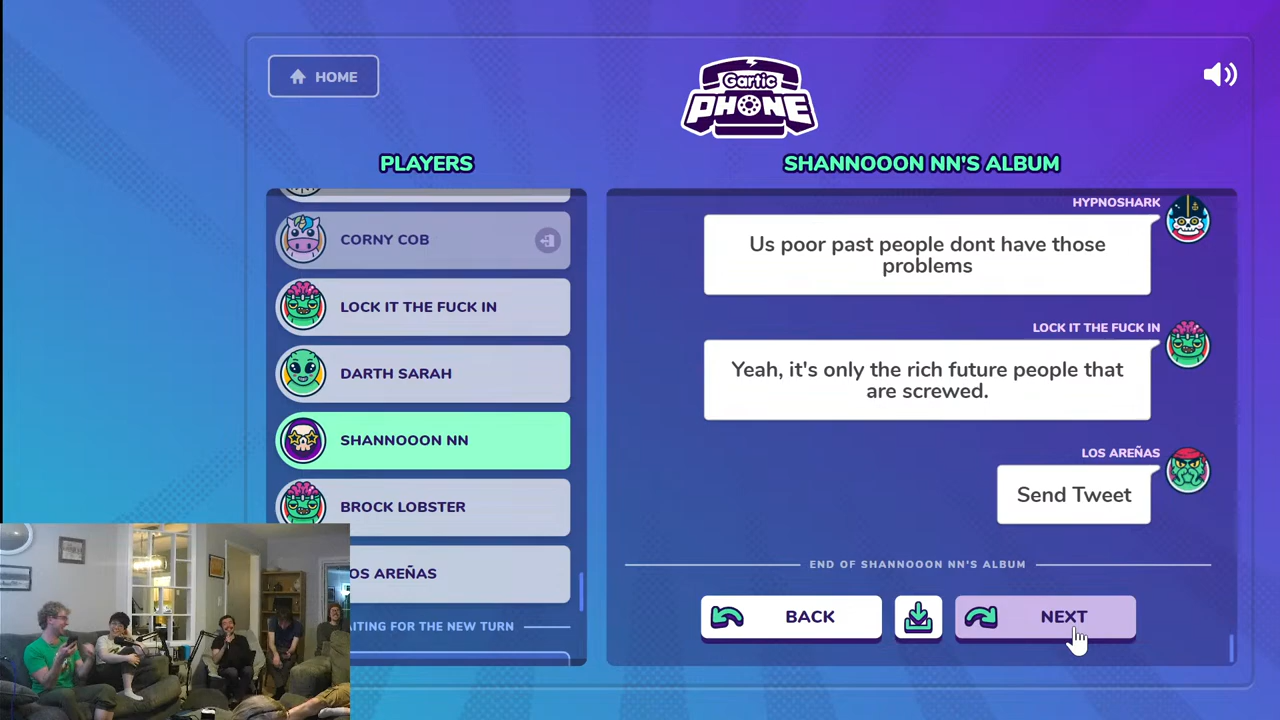 HOME
Gartic
PHONE
PLAYERS
SHANNOOON NN'S ALBUM
CORNY COB
LOCK IT THE FUCK IN
DARTH SARAH
SHANNOOON NN
BROCK LOBSTER
OS AREÑAS
AITING FOR THE NEW TURN
HYPNOSHARK
Us poor past people dont have those
problems
LOCK IT THE FUCK IN
Yeah, it's only the rich future people that
are screwed.
LOS AREÑAS
Send Tweet
END OF SHANNOOON NN'S ALBUM
BACK
NEXT